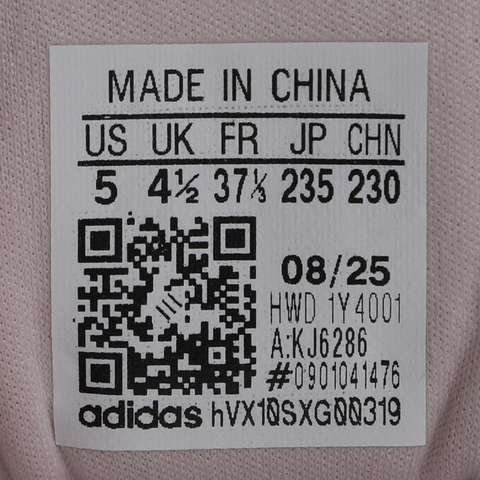 MADE IN CHINA
US UK FR JP CHN
5 4½ 37⅓ 235 230
08/25
HWD 1Y4001
A:KJ6286
#0901041476
adidas hVX10SXG00319